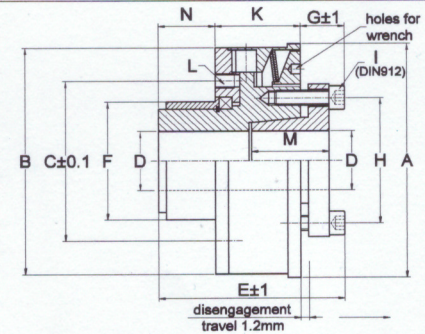 N K G±1
holes for
wrench
L
I
(DIN912)
M
B C±0.1 F D D H A
E±1
disengagement
travel 1.2mm